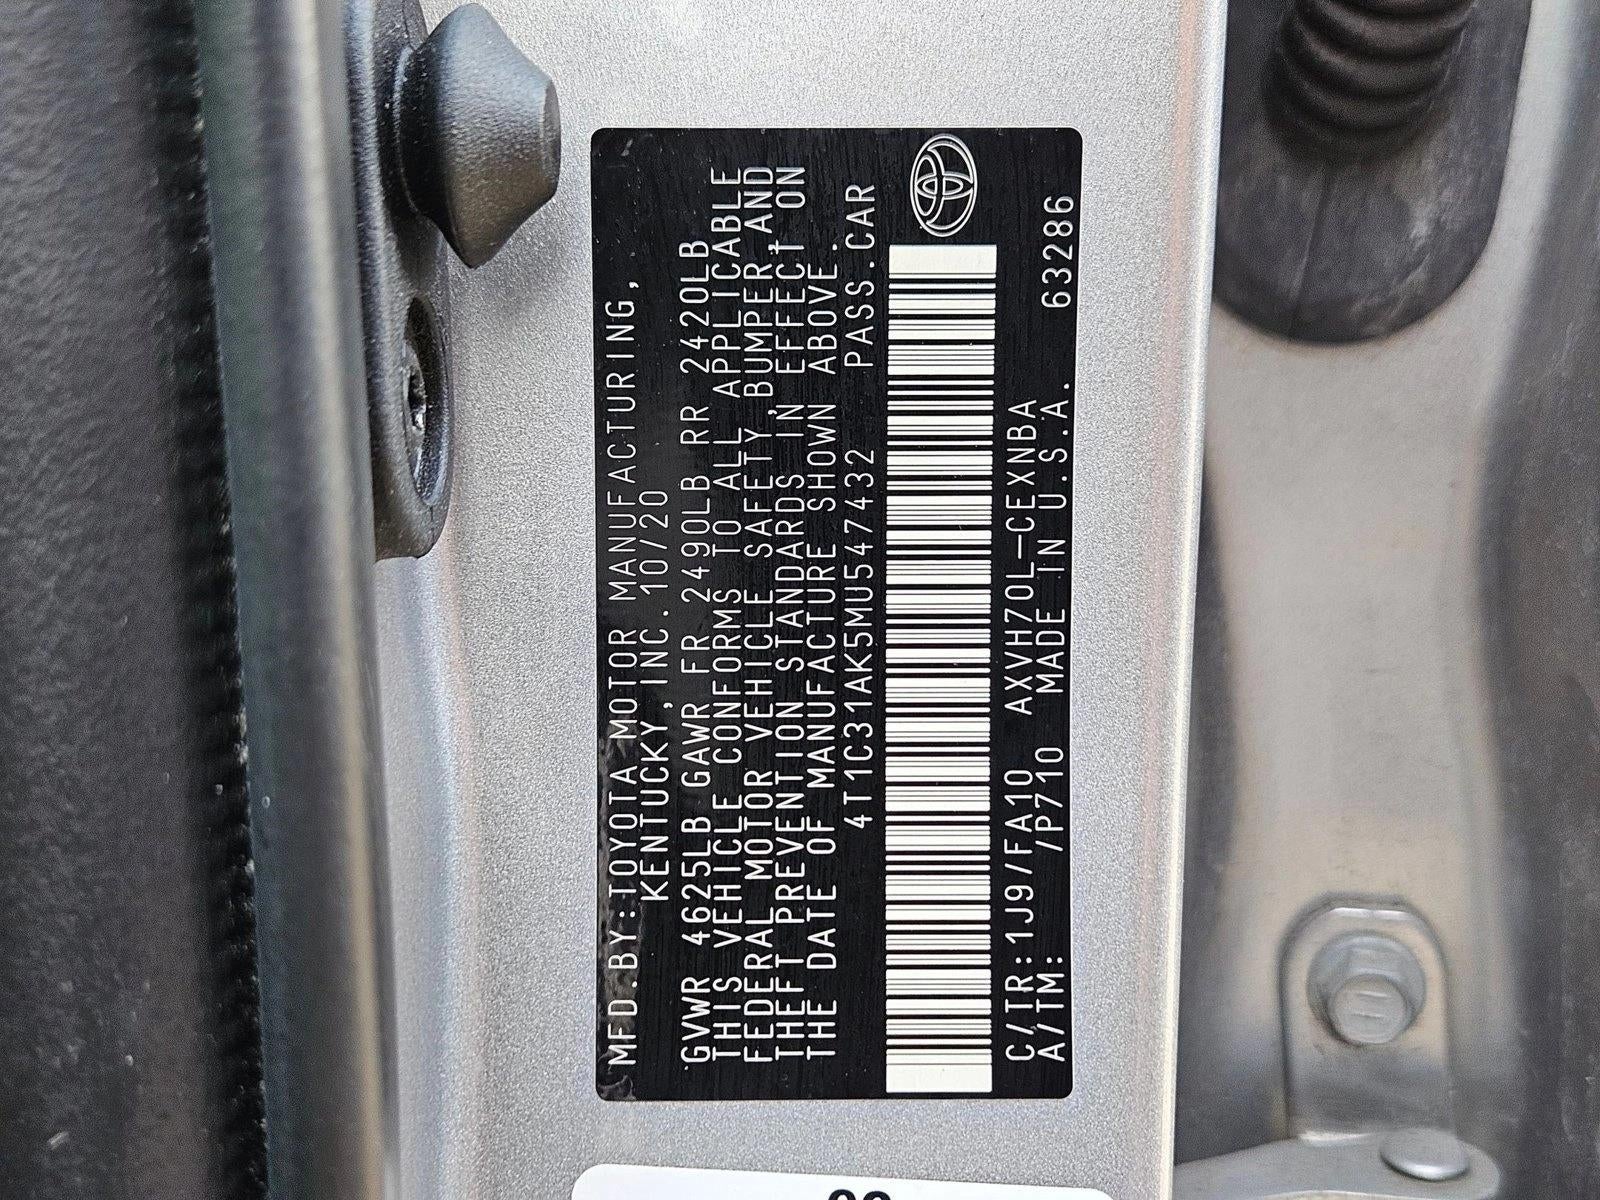 MFD.BY:TOYOTA MOTOR MANUFACTURING,
KENTUCKY,INC. 10/20
GVWR 4625LB GAWR FR 2490LB RR 2420LB
THIS VEHICLE CONFORMS TO ALL APPLICABLE
FEDERAL MOTOR VEHICLE SAFETY,BUMPER,AND
THEFT PREVENTION STANDARDS IN EFFECT ON
THE DATE OF MANUFACTURE SHOWN ABOVE.
4T1C31AK5MU547432 PASS.CAR
C/TR:1J9/FA10 AXVH70L-CEXNBA 63286
A/TM: /P710 MADE IN U.S.A.